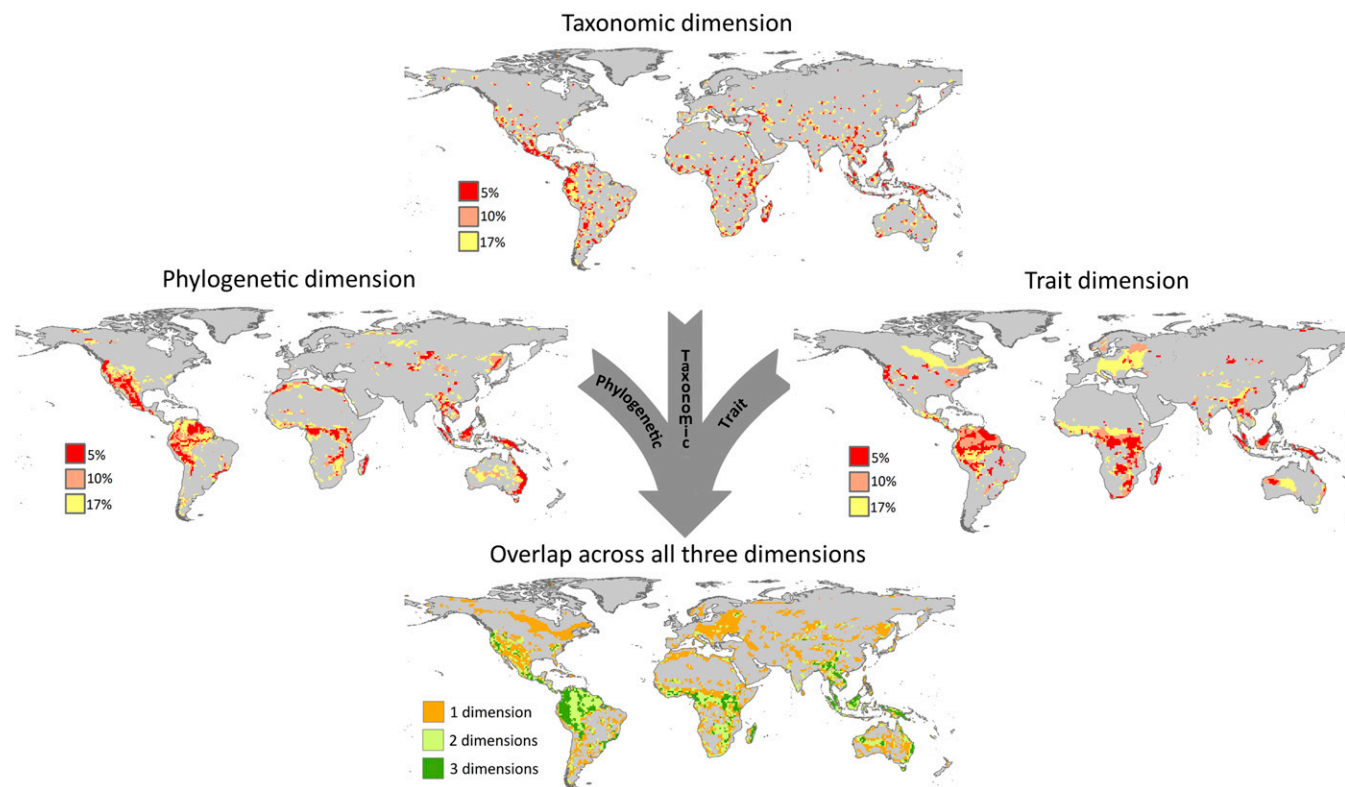 Taxonomic dimension
5%
10%
17%
Phylogenetic dimension
5%
10%
17%
Trait dimension
5%
10%
17%
Phylogenetic
Taxonomic
Trait
Overlap across all three dimensions
1 dimension
2 dimensions
3 dimensions